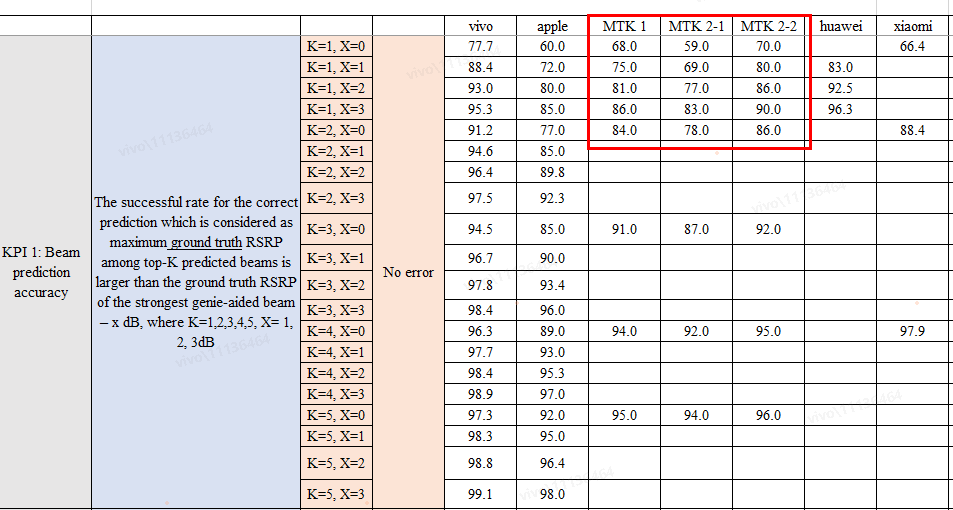 vivo apple MTK 1 MTK 2-1 MTK 2-2 huawei xiaomi
KPI 1: Beam
prediction
accuracy
The successful rate for the correct
prediction which is considered as
maximum ground truth RSRP
among top-K predicted beams is
larger than the ground truth RSRP
of the strongest genie-aided beam
– x dB, where K=1,2,3,4,5, X= 1,
2, 3dB
No error
K=1, X=0 77.7 60.0 68.0 59.0 70.0 66.4
K=1, X=1 88.4 72.0 75.0 69.0 80.0 83.0
K=1, X=2 93.0 80.0 81.0 77.0 86.0 92.5
K=1, X=3 95.3 85.0 86.0 83.0 90.0 96.3
K=2, X=0 91.2 77.0 84.0 78.0 86.0 88.4
K=2, X=1 94.6 85.0
K=2, X=2 96.4 89.8
K=2, X=3 97.5 92.3
K=3, X=0 94.5 85.0 91.0 87.0 92.0
K=3, X=1 96.7 90.0
K=3, X=2 97.8 93.4
K=3, X=3 98.4 96.0
K=4, X=0 96.3 89.0 94.0 92.0 95.0 97.9
K=4, X=1 97.7 93.0
K=4, X=2 98.4 95.3
K=4, X=3 98.9 97.0
K=5, X=0 97.3 92.0 95.0 94.0 96.0
K=5, X=1 98.3 95.0
K=5, X=2 98.8 96.4
K=5, X=3 99.1 98.0
vivo\11136464
vivo\11136464
vivo\11136464
vivo\11136464
vivo\11136464